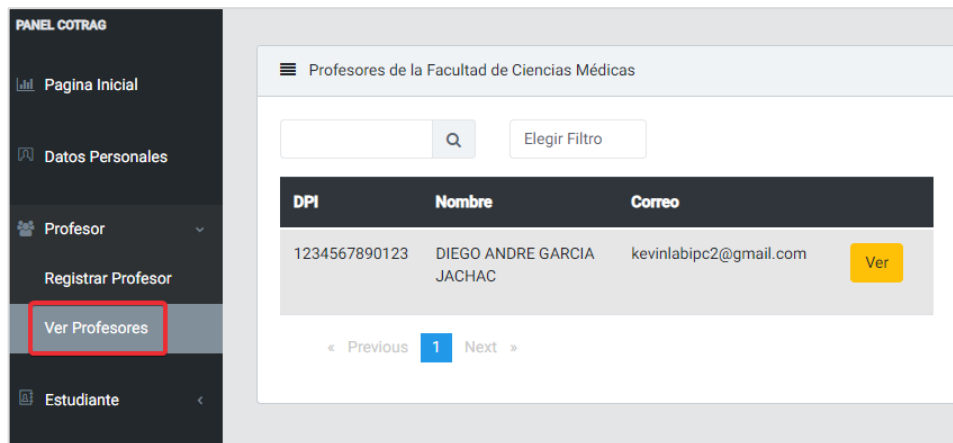 PANEL COTRAG
Pagina Inicial
Datos Personales
Profesor
Registrar Profesor
Ver Profesores
Estudiante
Profesores de la Facultad de Ciencias Médicas
Elegir Filtro
DPI Nombre Correo
1234567890123 DIEGO ANDRE GARCIA kevinlabipc2@gmail.com Ver
JACHAC
« Previous 1 Next »